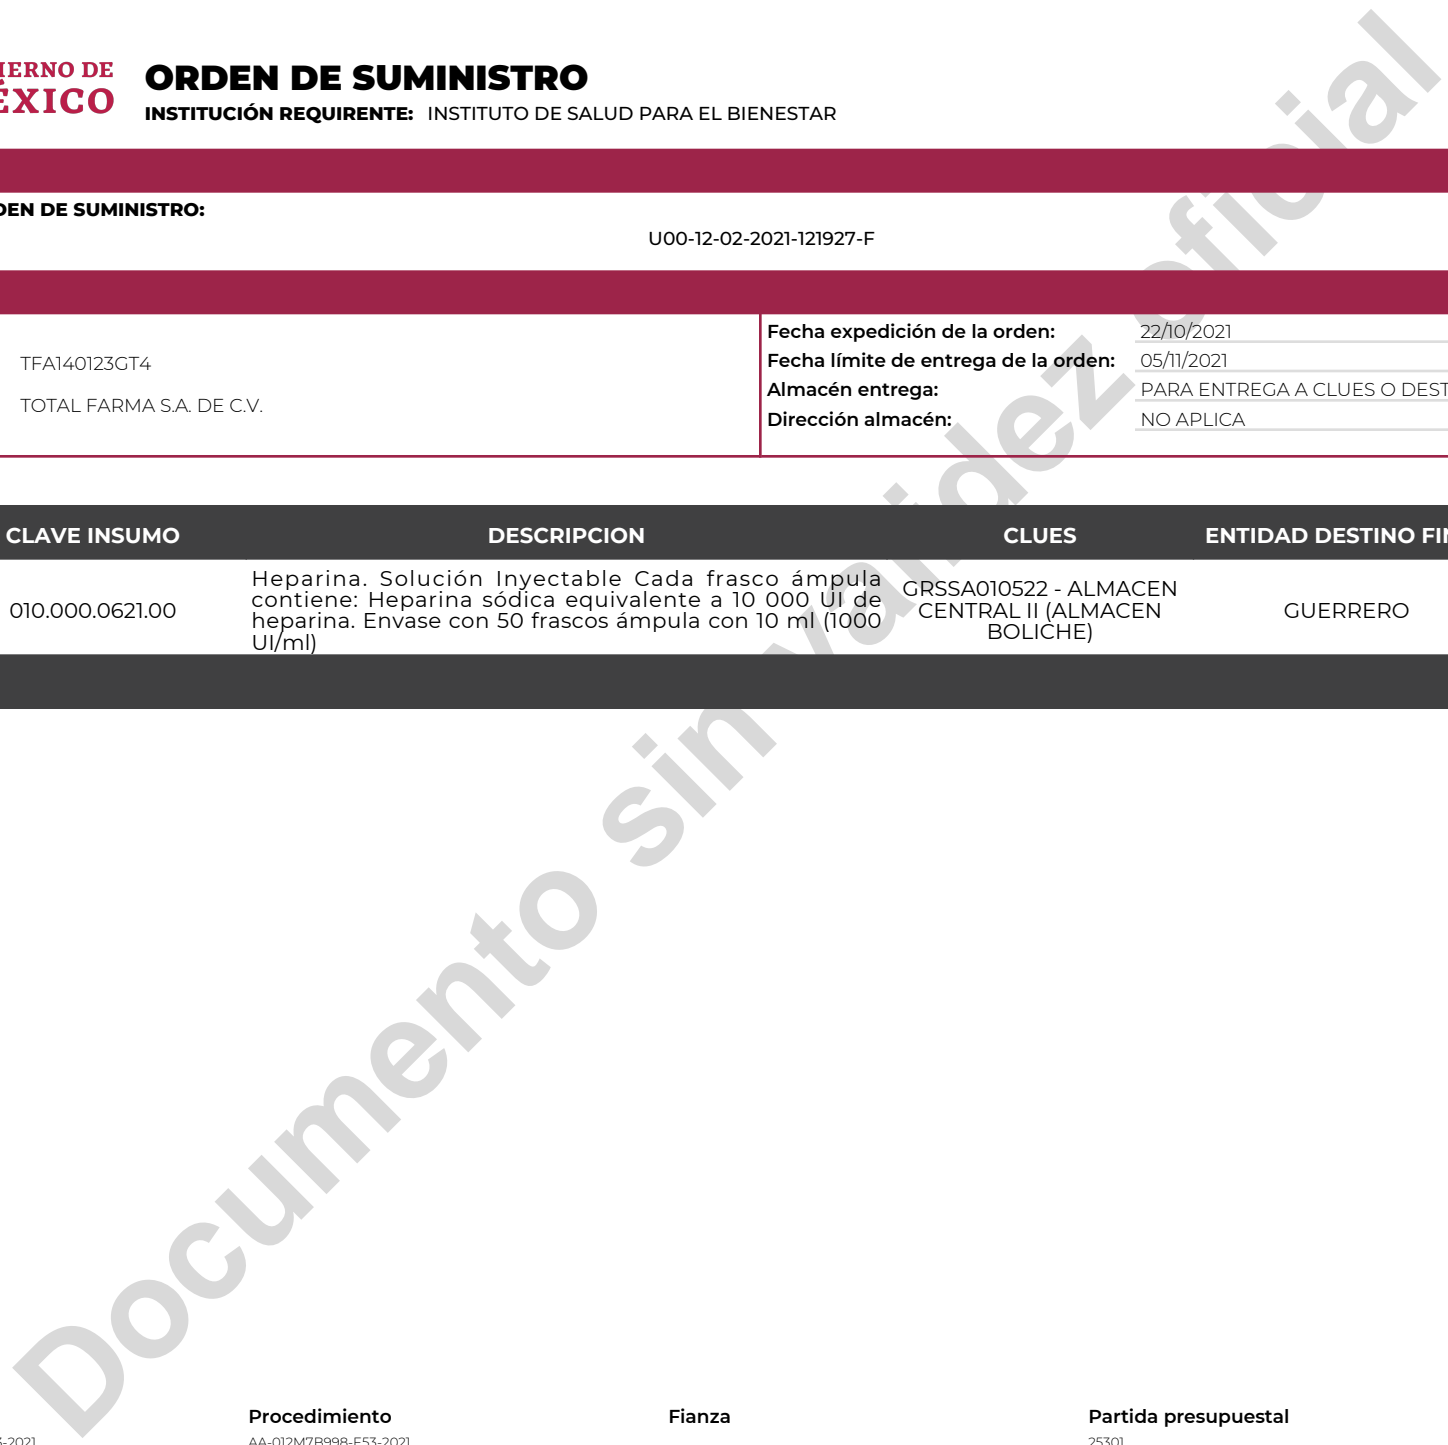 ORDEN DE SUMINISTRO
DE
INSTITUCIÓN REQUIRENTE: INSTITUTO DE SALUD PARA EL BIENESTAR
DE SUMINISTRO:
U00-12-02-2021-121927-F
TFA140123GT4
TOTAL FARMA S.A. DE C.V.
Fecha expedición de la orden: 22/10/2021
Fecha límite de entrega de la orden: 05/11/2021
Almacén entrega: PARA ENTREGA A CLUES O
Dirección almacén: NO APLICA
CLAVE INSUMO DESCRIPCION CLUES ENTIDAD DESTINO
010.000.0621.00
Heparina. Solución Inyectable Cada frasco ámpula
contiene: Heparina sódica equivalente a 10 000 UI de
heparina. Envase con 50 frascos ámpula con 10 ml (1000
UI/ml)
GRSSA010522 - ALMACEN
CENTRAL II (ALMACEN
BOLICHE)
GUERRERO
Documento sin validez oficial
Procedimiento Fianza Partida presupuestal
AA-012M7B998-E53-2021 25301